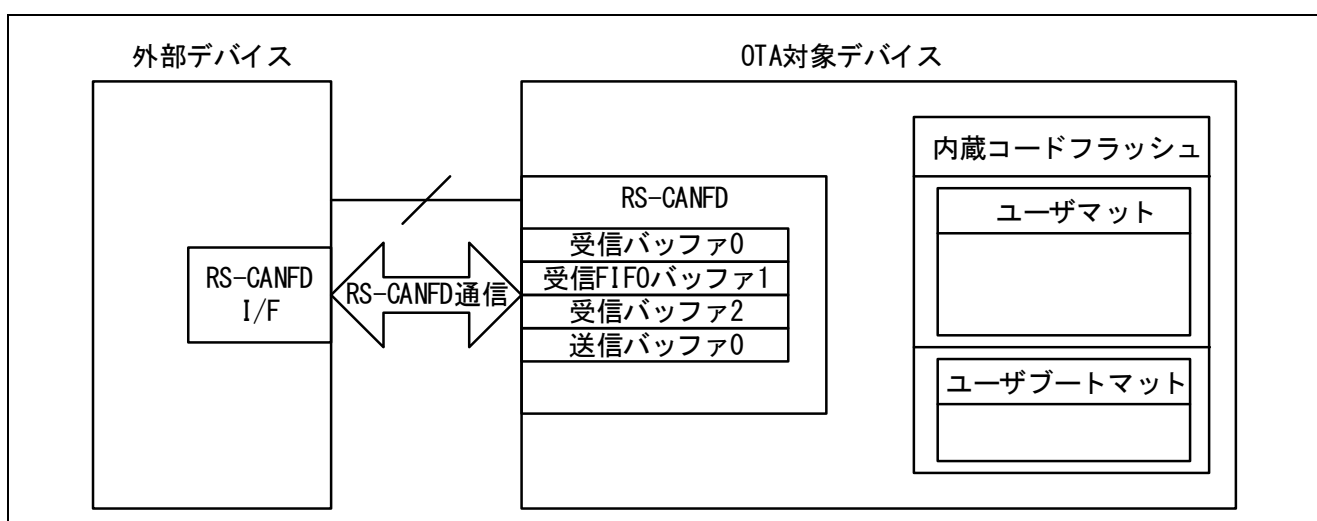 外部デバイス
OTA対象デバイス
RS-CANFD
I/F
RS-CANFD通信
RS-CANFD
受信バッファ0
受信FIFOバッファ1
受信バッファ2
送信バッファ0
内蔵コードフラッシュ
ユーザマット
ユーザブートマット